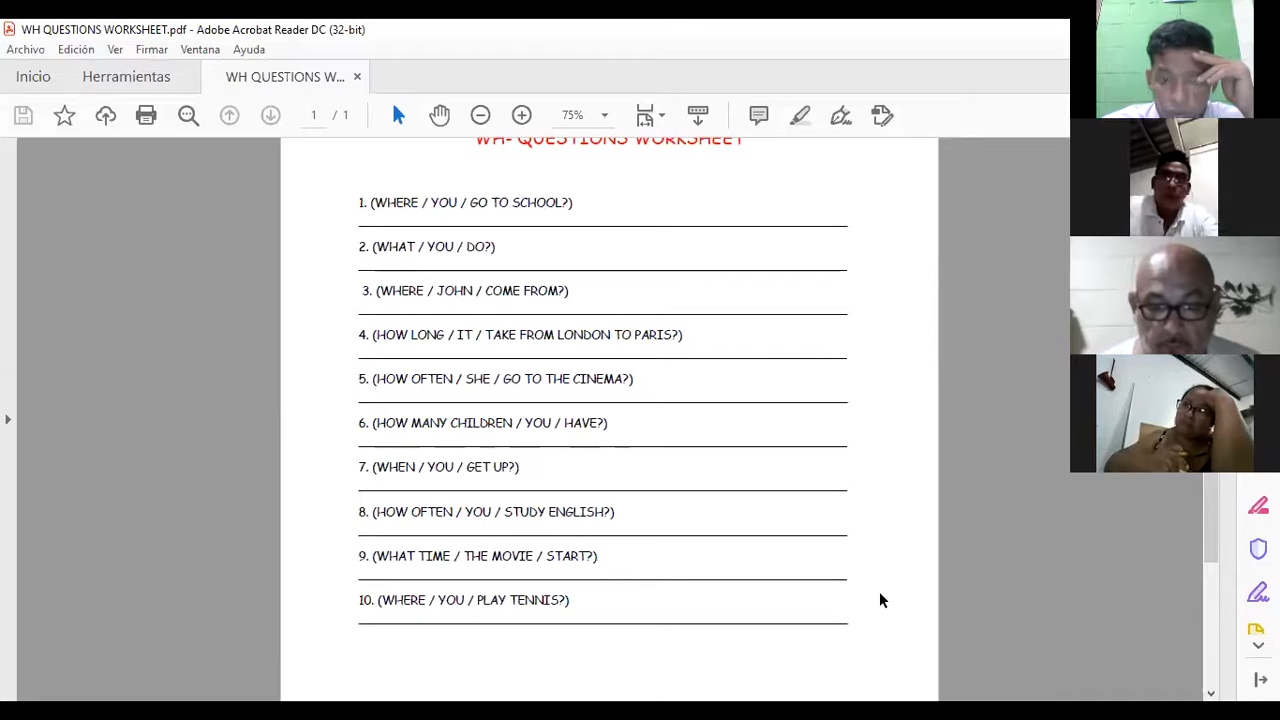 WH QUESTIONS WORKSHEET.pdf - Adobe Acrobat Reader DC (32-bit)
Archivo Edición Ver Firmar Ventana Ayuda
Inicio Herramientas WH QUESTIONS W... ×
1 / 1 75%
WH- QUESTIONS WORKSHEET
1. (WHERE / YOU / GO TO SCHOOL?)
2. (WHAT / YOU / DO?)
3. (WHERE / JOHN / COME FROM?)
4. (HOW LONG / IT / TAKE FROM LONDON TO PARIS?)
5. (HOW OFTEN / SHE / GO TO THE CINEMA?)
6. (HOW MANY CHILDREN / YOU / HAVE?)
7. (WHEN / YOU / GET UP?)
8. (HOW OFTEN / YOU / STUDY ENGLISH?)
9. (WHAT TIME / THE MOVIE / START?)
10. (WHERE / YOU / PLAY TENNIS?)